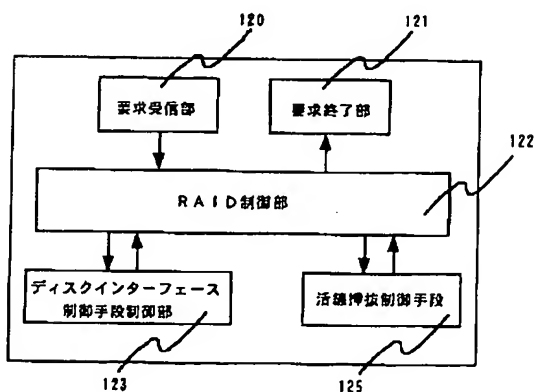 120
121
要求受信部
要求終了部
122
RAID制御部
ディスクインターフェース
制御手段制御部
活線挿抜制御手段
123
125